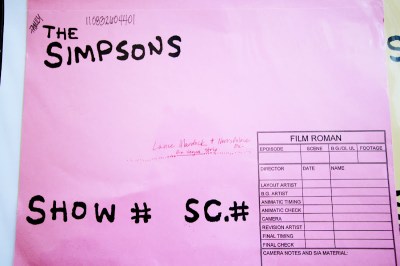 110832604401
THE
SIMPSONS
FILM ROMAN
EPISODE SCENE B.G./OL UL FOOTAGE
DIRECTOR DATE NAME
LAYOUT ARTIST
B.G. ARTIST
ANIMATIC TIMING
ANIMATIC CHECK
CAMERA
REVISION ARTIST
FINAL TIMING
FINAL CHECK
CAMERA NOTES AND S/A MATERIAL:
SHOW # SC.#